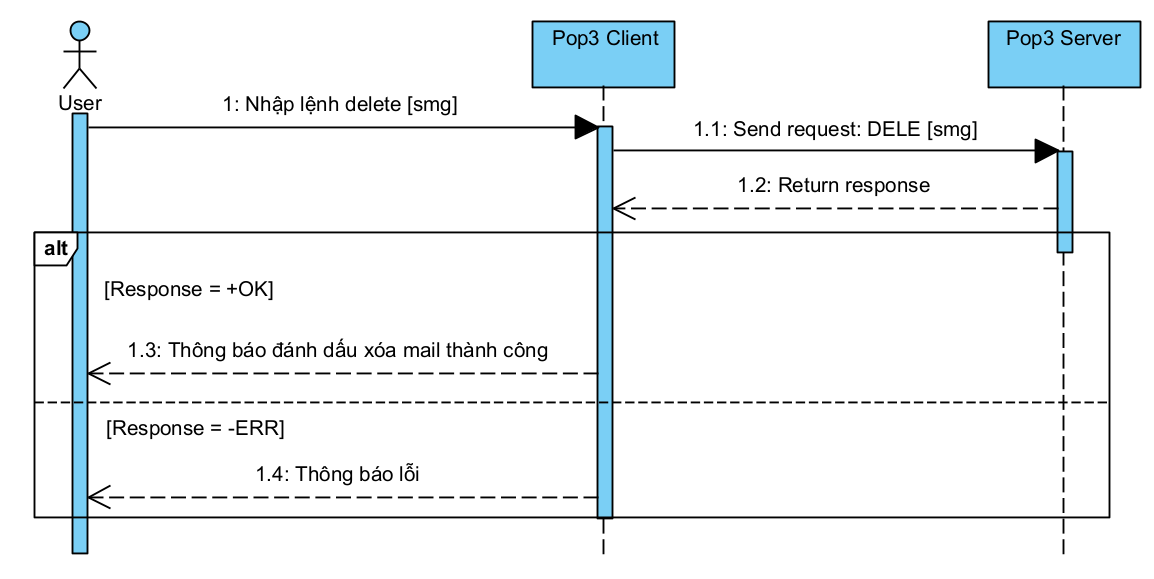 Pop3 Client
Pop3 Server
User
1: Nhập lệnh delete [smg]
1.1: Send request: DELE [smg]
1.2: Return response
alt
[Response = +OK]
1.3: Thông báo đánh dấu xóa mail thành công
[Response = -ERR]
1.4: Thông báo lỗi